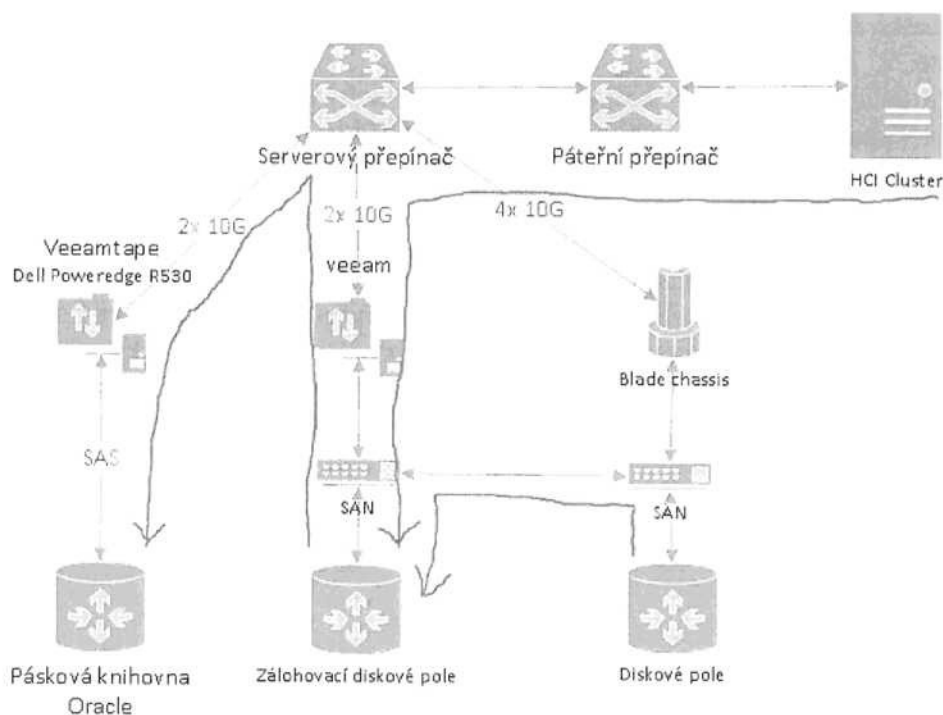 Serverový přepínač
Páteřní přepínač
HCI Cluster
2x 10G
2x 10G
4x 10G
Veeamtape
Dell Poweredge R530
veeam
Blade chassis
SAS
SAN
SAN
Pásková knihovna
Oracle
Zálohovací diskové pole
Diskové pole